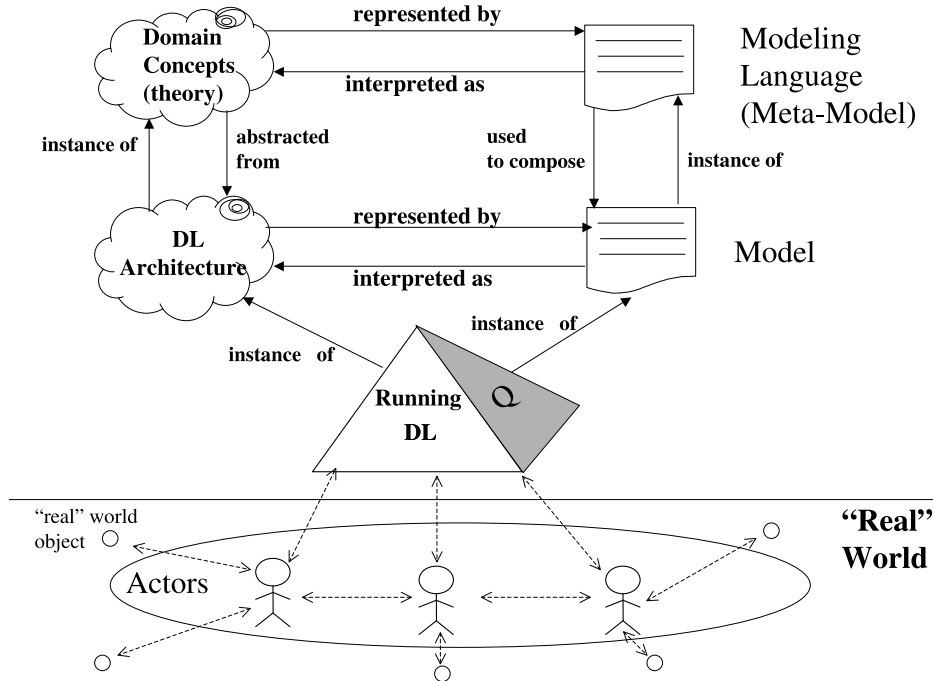 represented by
Domain
Concepts
(theory)
interpreted as
Modeling
Language
(Meta-Model)
instance of
abstracted
from
used
to compose
instance of
represented by
DL
Architecture
interpreted as
Model
instance of
instance of
Running
DL
Q
“real” world
object
“Real”
World
Actors